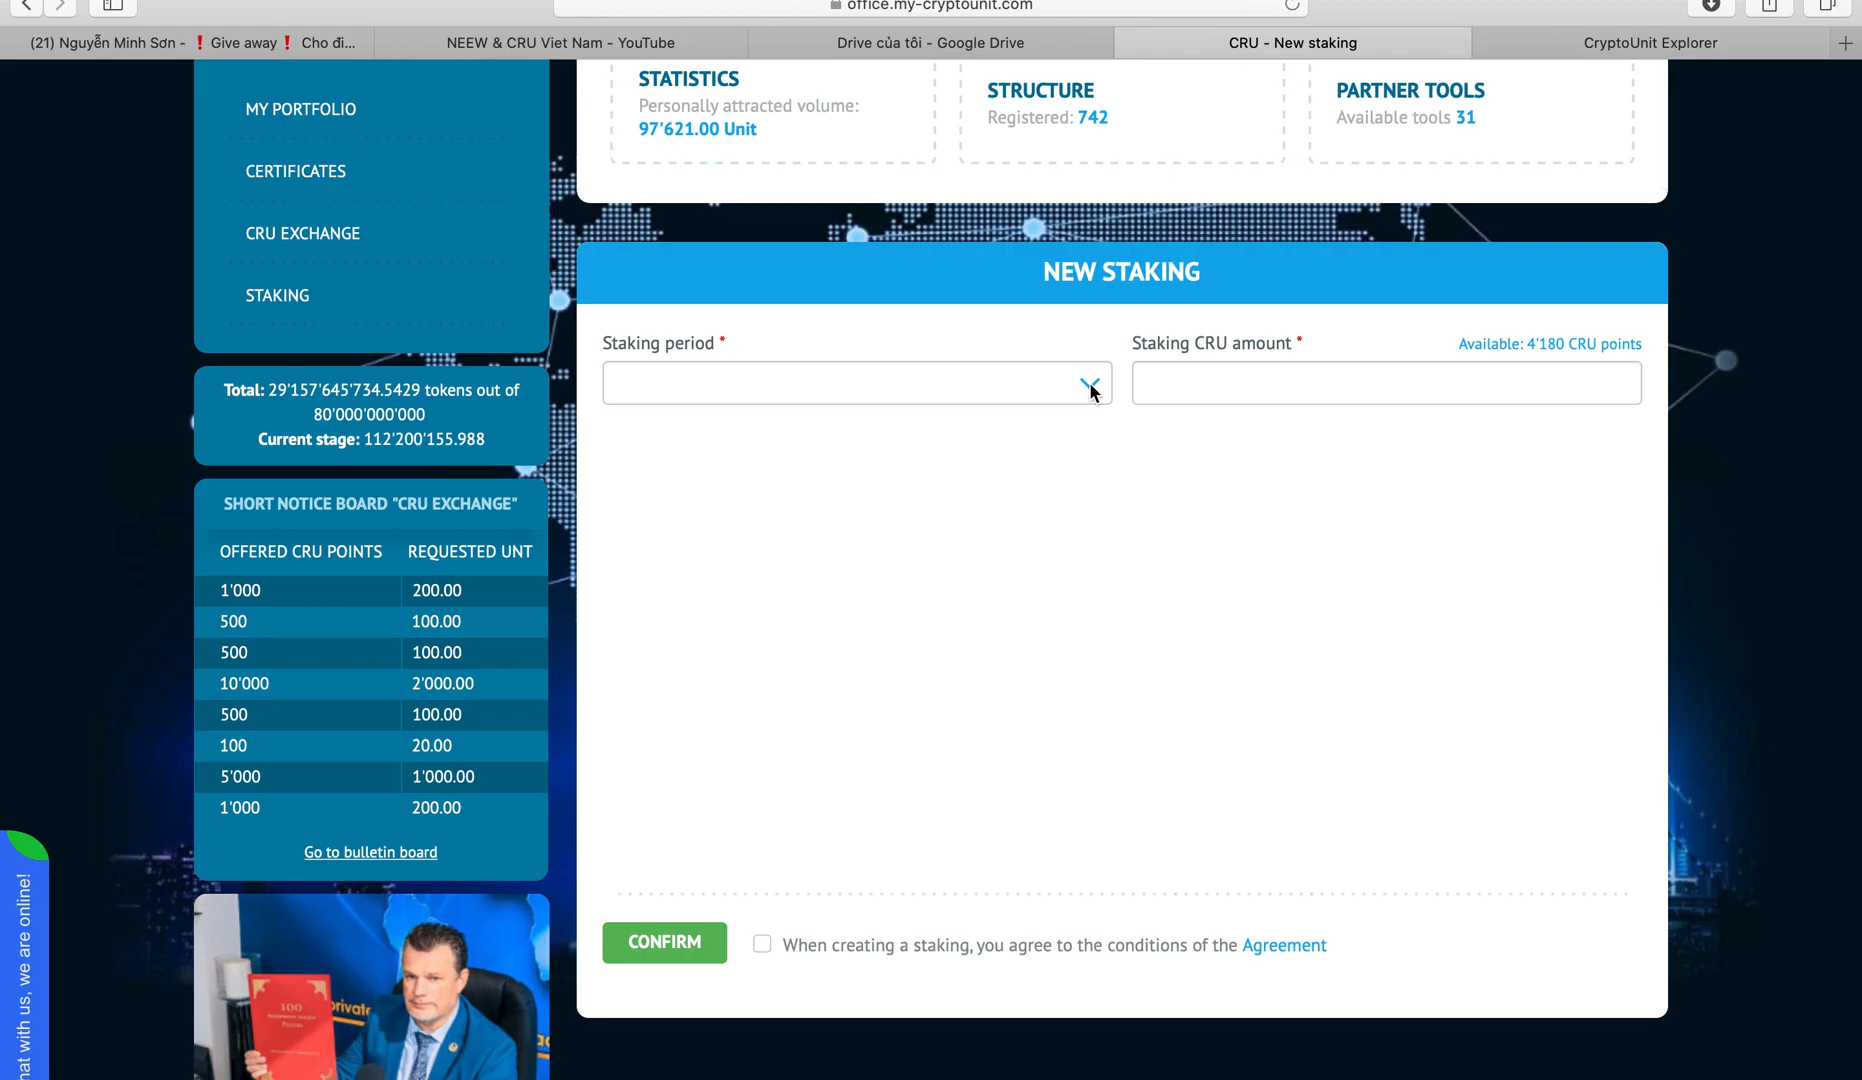 office.my-cryptounit.com
(21) Nguyễn Minh Sơn - ❗ Give away ❗ Cho đi...
NEEW & CRU Viet Nam - YouTube
Drive của tôi - Google Drive
CRU - New staking
CryptoUnit Explorer
MY PORTFOLIO
CERTIFICATES
CRU EXCHANGE
STAKING
STATISTICS
Personally attracted volume:
97'621.00 Unit
STRUCTURE
Registered: 742
PARTNER TOOLS
Available tools 31
Total: 29'157'645'734.5429 tokens out of
80'000'000'000
Current stage: 112'200'155.988
SHORT NOTICE BOARD "CRU EXCHANGE"
OFFERED CRU POINTS REQUESTED UNT
1'000 200.00
500 100.00
500 100.00
10'000 2'000.00
500 100.00
100 20.00
5'000 1'000.00
1'000 200.00
Go to bulletin board
NEW STAKING
Staking period *
Staking CRU amount *
Available: 4'180 CRU points
CONFIRM
When creating a staking, you agree to the conditions of the Agreement
hat with us, we are online!
100
private